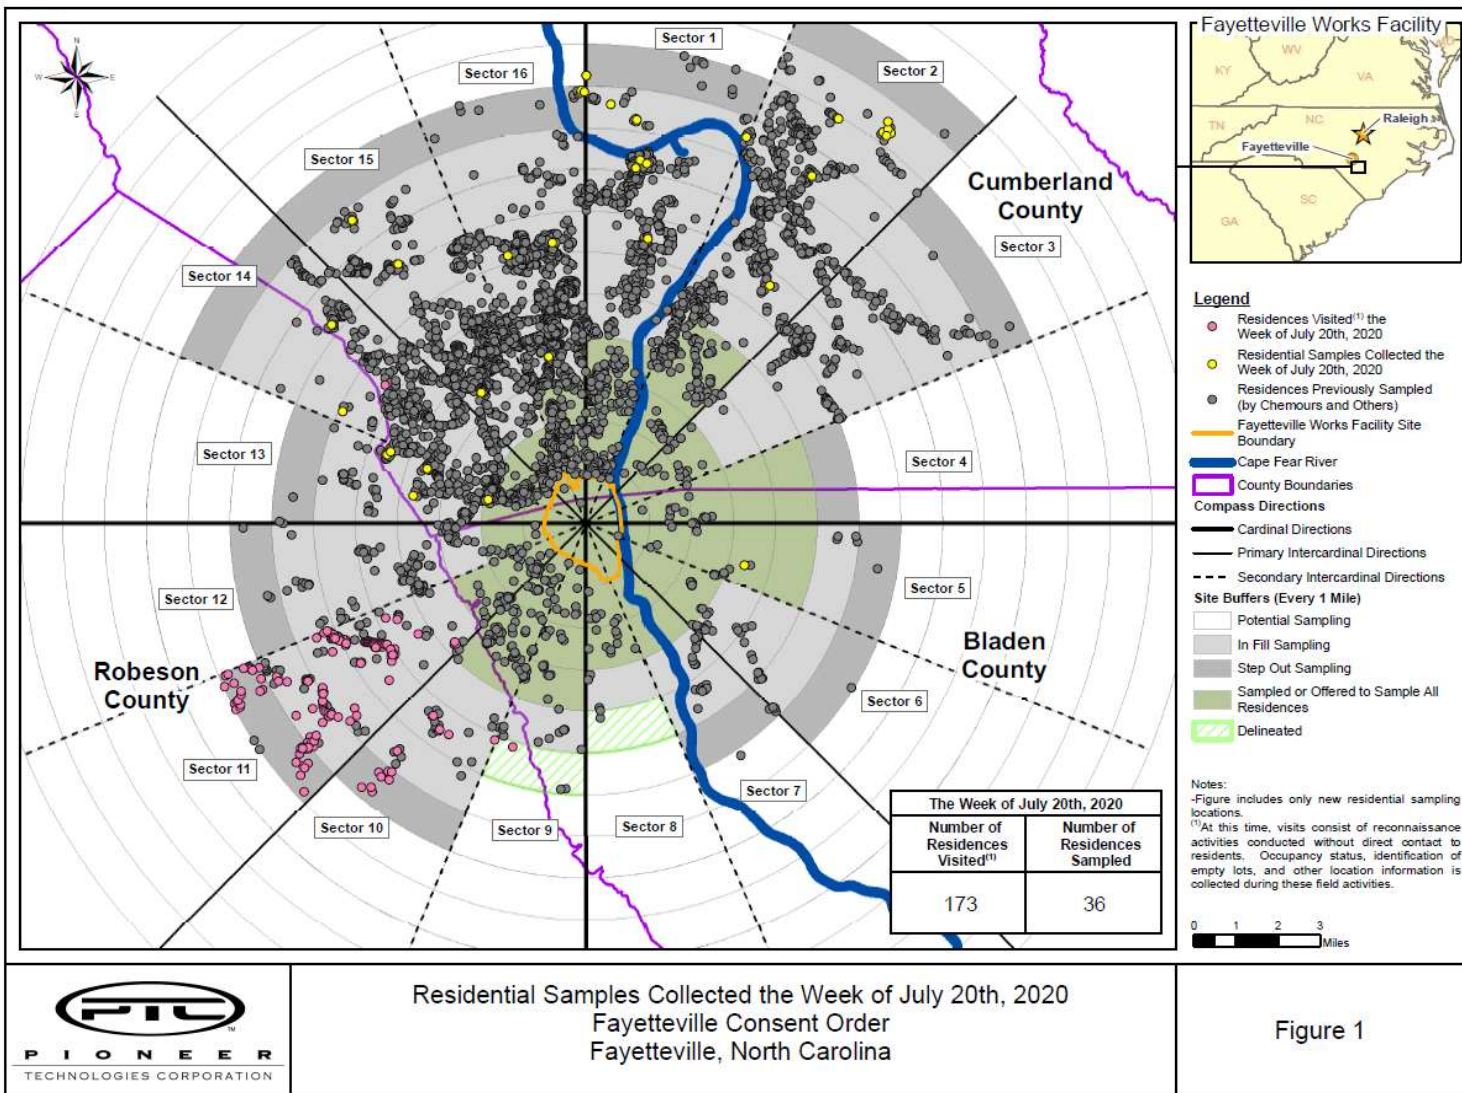 Sector 1
Sector 16
Sector 2
Sector 15
Cumberland
County
Sector 3
Sector 14
Sector 13
Sector 4
Sector 12
Sector 5
Robeson
County
Bladen
County
Sector 6
Sector 11
Sector 7
Sector 10
Sector 9
Sector 8
N
W
E
S
The Week of July 20th, 2020
Number of
Residences
Visited(1)
Number of
Residences
Sampled
173
36
Fayetteville Works Facility
WV
MD
KY
VA
TN
NC
Raleigh
Fayetteville
SC
GA
Legend
Residences Visited(1) the
Week of July 20th, 2020
Residential Samples Collected the
Week of July 20th, 2020
Residences Previously Sampled
(by Chemours and Others)
Fayetteville Works Facility Site
Boundary
Cape Fear River
County Boundaries
Compass Directions
Cardinal Directions
Primary Intercardinal Directions
Secondary Intercardinal Directions
Site Buffers (Every 1 Mile)
Potential Sampling
In Fill Sampling
Step Out Sampling
Sampled or Offered to Sample All
Residences
Delineated
Notes:
-Figure includes only new residential sampling
locations.
(1)At this time, visits consist of reconnaissance
activities conducted without direct contact to
residents. Occupancy status, identification of
empty lots, and other location information is
collected during these field activities.
0 1 2 3
Miles
PTC
TM
PIONEER
TECHNOLOGIES CORPORATION
Residential Samples Collected the Week of July 20th, 2020
Fayetteville Consent Order
Fayetteville, North Carolina
Figure 1